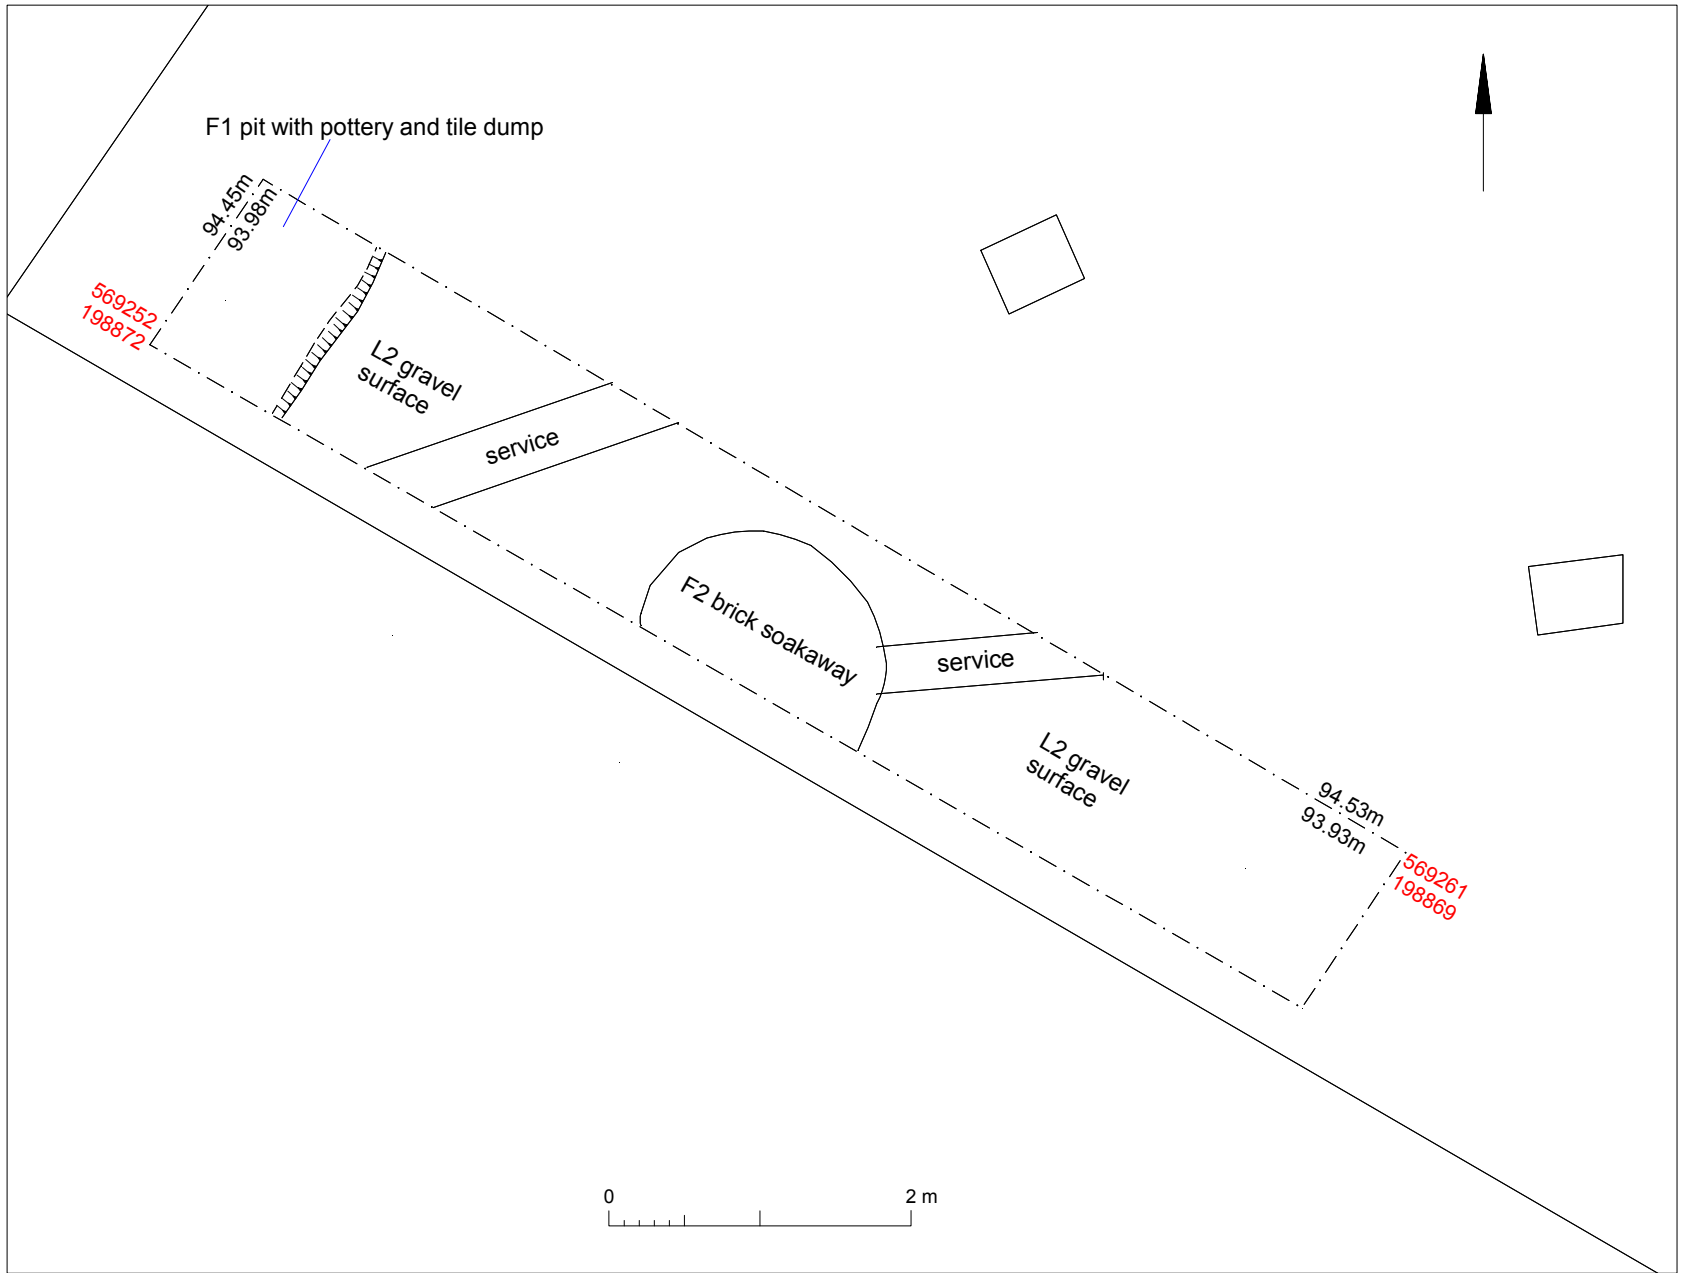 F1 pit with pottery and tile dump
94.45m
93.98m
569252
198872
L2 gravel
surface
service
F2 brick soakaway
service
L2 gravel
surface
94.53m
93.93m
569261
198869
0 2 m